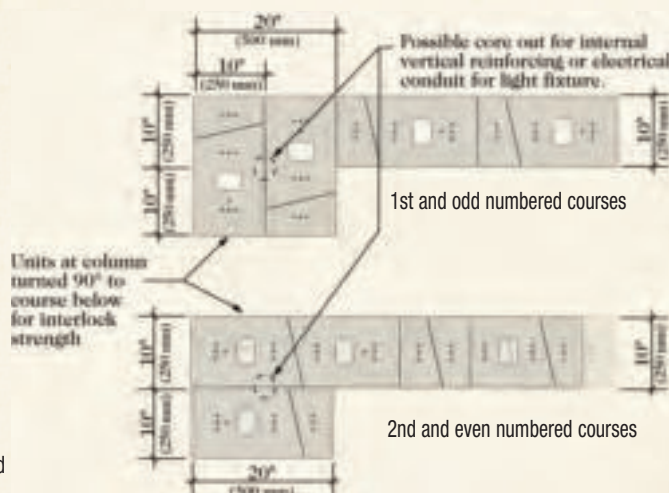 20"
(500 mm)
10"
(250 mm)
Possible core out for internal
vertical reinforcing or electrical
conduit for light fixture.
10"
(250 mm)
10"
(250 mm)
10"
(250 mm)
1st and odd numbered courses
Units at column
turned 90° to
course below
for interlock
strength
10"
(250 mm)
10"
(250 mm)
10"
(250 mm)
2nd and even numbered courses
20"
(500 mm)